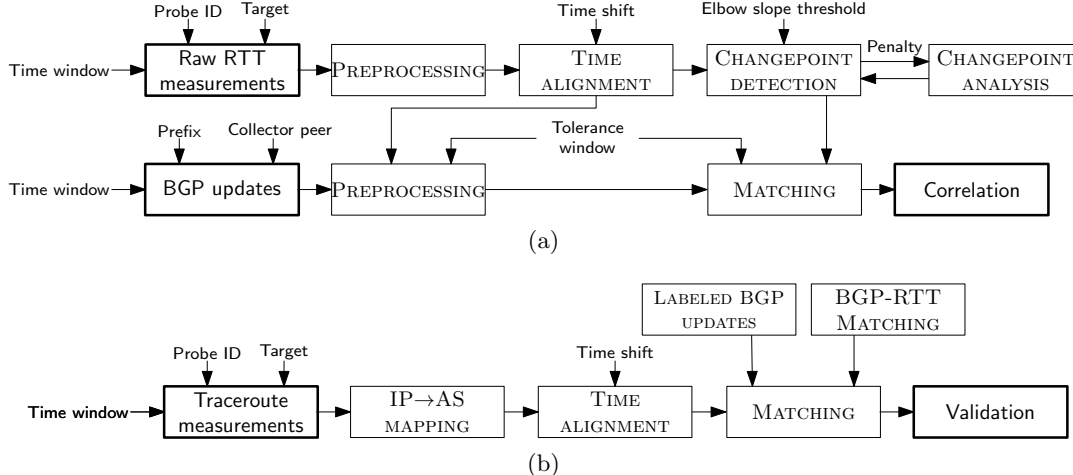 Probe ID
Target
Time shift
Elbow slope threshold
Time window
Raw RTT
measurements
PREPROCESSING
TIME
ALIGNMENT
CHANGEPOINT
DETECTION
Penalty
CHANGEPOINT
ANALYSIS
Prefix
Collector peer
Tolerance
window
Time window
BGP updates
PREPROCESSING
MATCHING
Correlation
(a)
LABELED BGP
UPDATES
BGP-RTT
MATCHING
Probe ID
Target
Time shift
Time window
Traceroute
measurements
IP→AS
MAPPING
TIME
ALIGNMENT
MATCHING
Validation
(b)